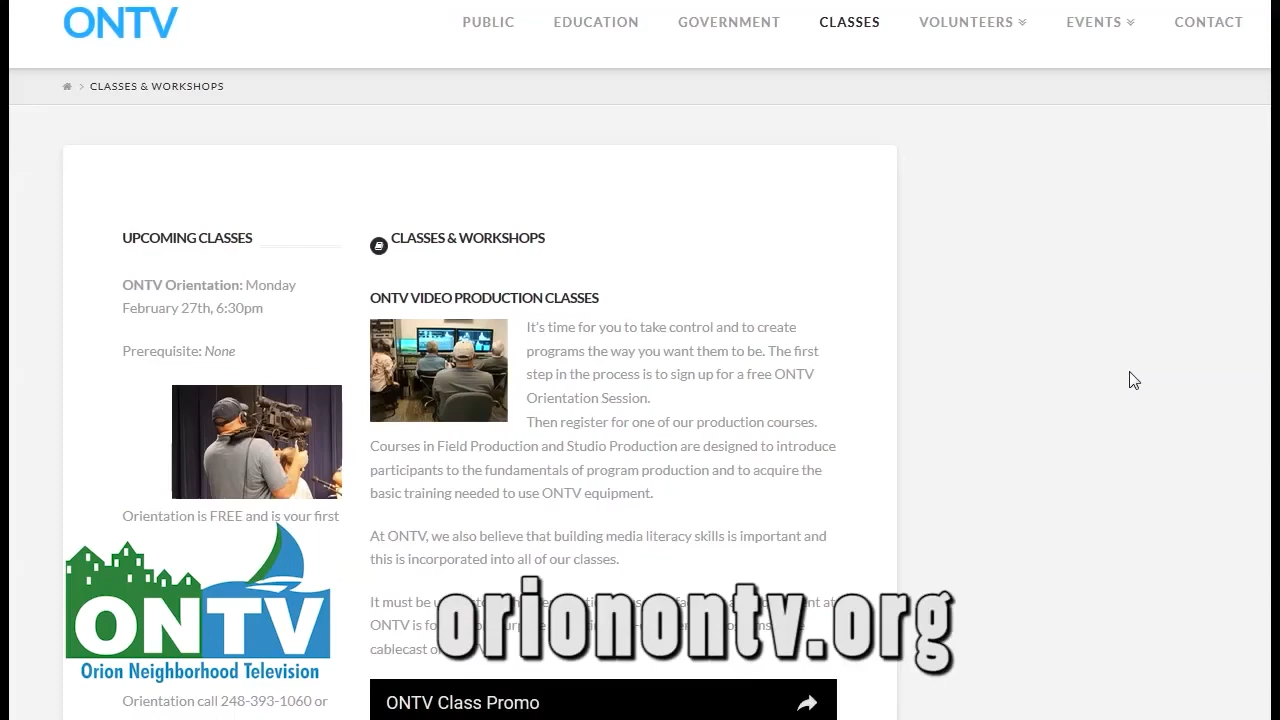 ONTV
PUBLIC EDUCATION GOVERNMENT CLASSES VOLUNTEERS EVENTS CONTACT
CLASSES & WORKSHOPS
UPCOMING CLASSES
ONTV Orientation: Monday
February 27th, 6:30pm
Prerequisite: None
Orientation is FREE and is your first
ONTV
Orion Neighborhood Television
Orientation call 248-393-1060 or
CLASSES & WORKSHOPS
ONTV VIDEO PRODUCTION CLASSES
It's time for you to take control and to create
programs the way you want them to be. The first
step in the process is to sign up for a free ONTV
Orientation Session.
Then register for one of our production courses.
Courses in Field Production and Studio Production are designed to introduce
participants to the fundamentals of program production and to acquire the
basic training needed to use ONTV equipment.
At ONTV, we also believe that building media literacy skills is important and
this is incorporated into all of our classes.
It must be at
ONTV is
cablecast
orionontv.org
ONTV Class Promo